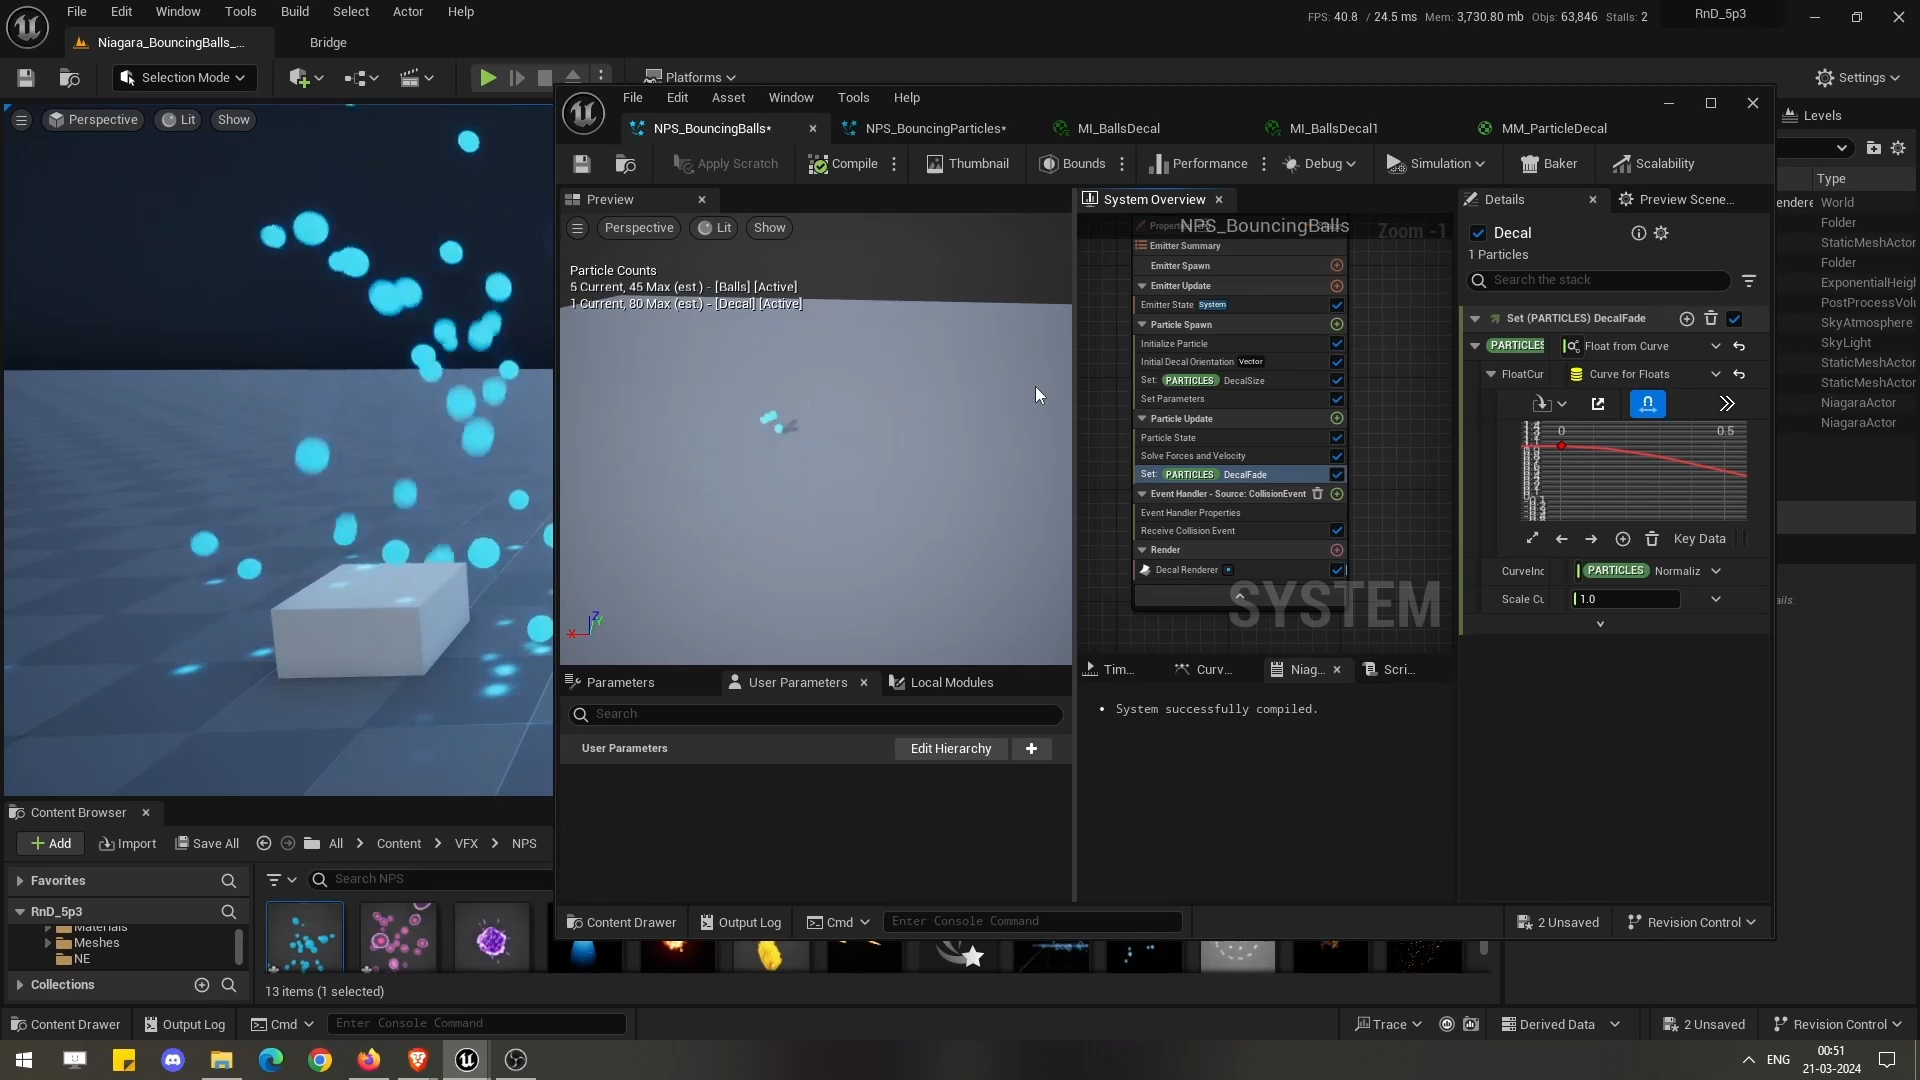 File Edit Window Tools Build Select Actor Help
FPS: 40.8 / 24.5 ms Mem: 3,730.80 mb Objs: 63,846 Stalls: 2
RnD_5p3
Niagara_BouncingBalls_...
Bridge
Selection Mode
Platforms
Settings
Perspective Lit Show
File Edit Asset Window Tools Help
NPS_BouncingBalls*
NPS_BouncingParticles*
MI_BallsDecal
MI_BallsDecal1
MM_ParticleDecal
Levels
Apply Scratch Compile Thumbnail Bounds Performance Debug Simulation Baker Scalability
Type
World
Folder
StaticMeshActor
Folder
ExponentialHeigh
PostProcessVolu
SkyAtmosphere
SkyLight
StaticMeshActor
StaticMeshActor
NiagaraActor
NiagaraActor
Preview
Perspective Lit Show
Particle Counts
5 Current, 45 Max (est.) - [Balls] [Active]
1 Current, 80 Max (est.) - [Decal] [Active]
X
Z
System Overview
NPS_BouncingBalls
Zoom -1
Emitter Summary
Emitter Spawn
Emitter Update
Emitter State System
Particle Spawn
Initialize Particle
Initial Decal Orientation Vector
Set: PARTICLES DecalSize
Set Parameters
Particle Update
Particle State
Solve Forces and Velocity
Set: PARTICLES DecalFade
Event Handler - Source: CollisionEvent
Event Handler Properties
Receive Collision Event
Render
Decal Renderer
SYSTEM
Details
Preview Scene...
Decal
1 Particles
Search the stack
Set (PARTICLES) DecalFade
PARTICLES Float from Curve
FloatCur Curve for Floats
0 0.5
Key Data
CurveInc PARTICLES Normaliz
Scale Cu 1.0
Tim... Curv... Niag... Scri...
• System successfully compiled.
Parameters User Parameters Local Modules
Search
User Parameters Edit Hierarchy
Content Drawer Output Log Cmd Enter Console Command
2 Unsaved Revision Control
Content Browser
Add Import Save All All Content VFX NPS
Favorites
Search NPS
RnD_5p3
Materials
Meshes
NE
Collections
13 items (1 selected)
Content Drawer Output Log Cmd Enter Console Command
Trace Derived Data 2 Unsaved Revision Control
ENG
00:51
21-03-2024